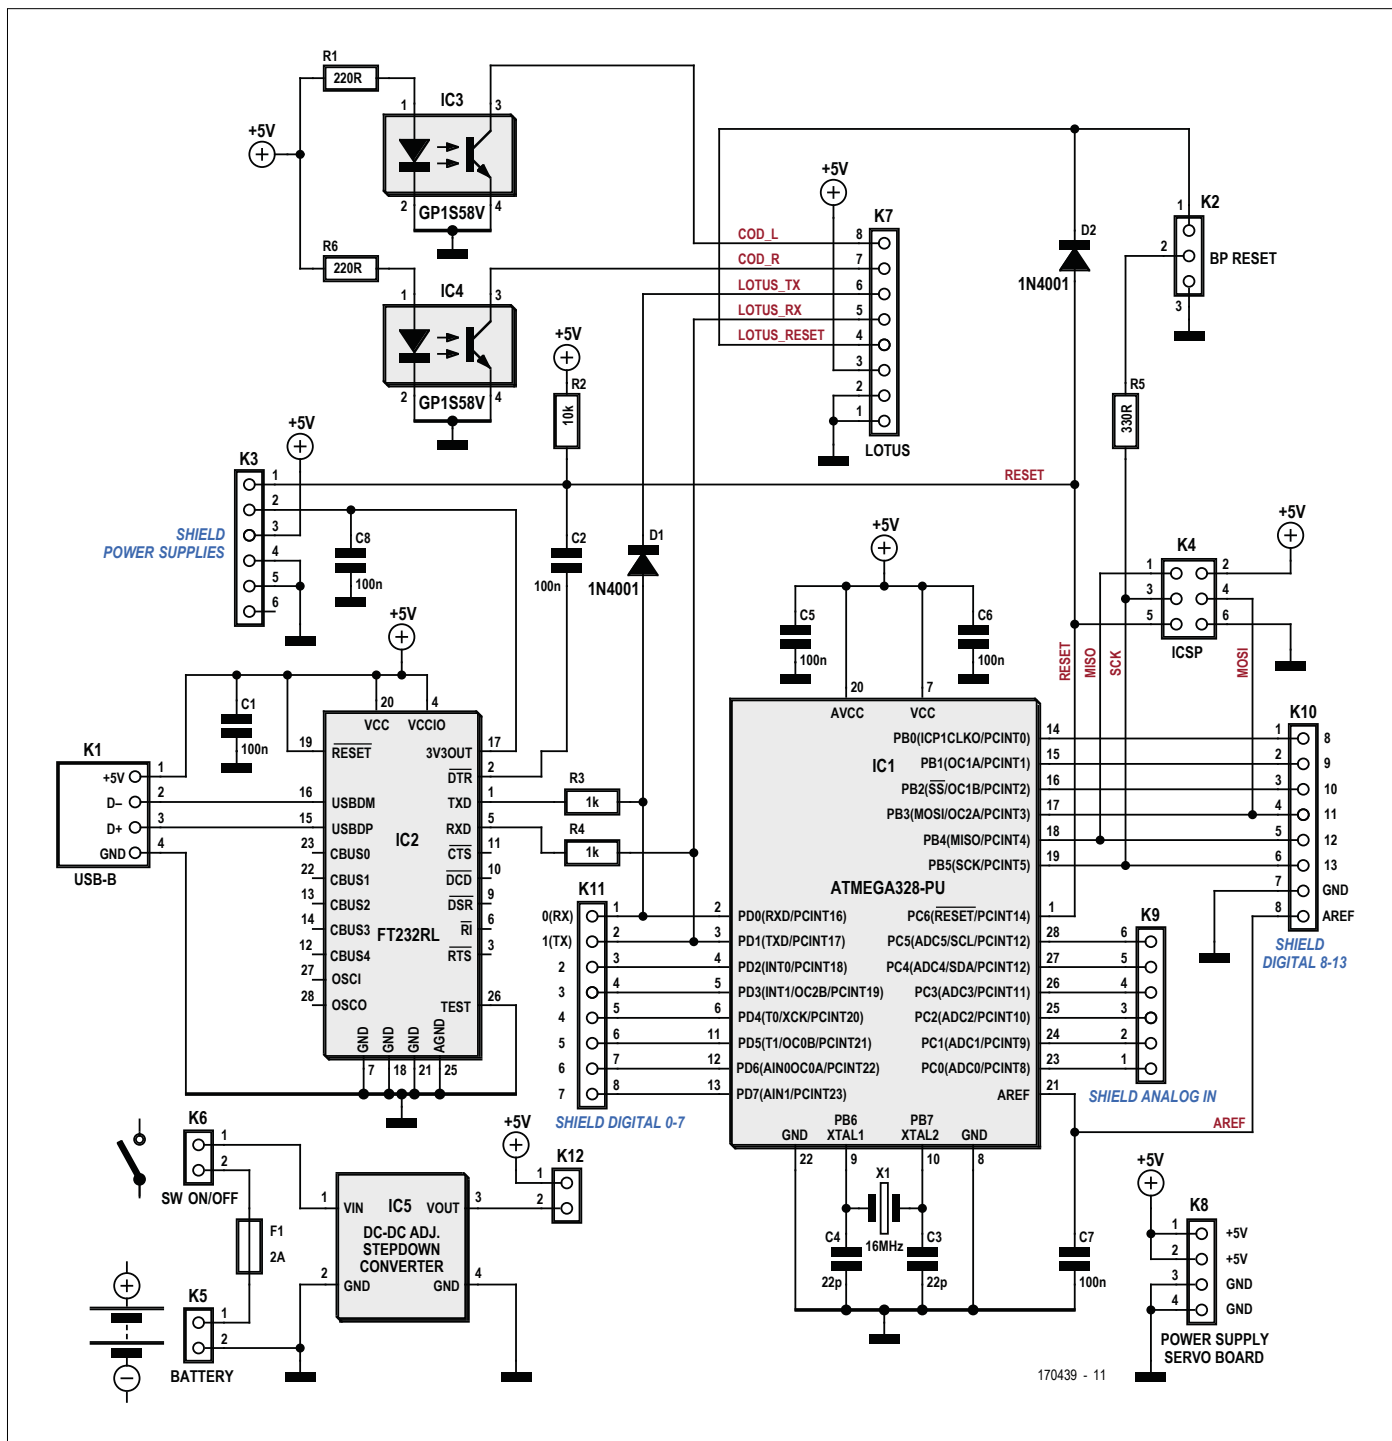 R1
220R
IC3
1
3
+5V
2
GP1S58V
4
R6
220R
IC4
1
3
2
GP1S58V
4
+5V
K7
COD_L
8
COD_R
7
LOTUS_TX
6
LOTUS_RX
5
LOTUS_RESET
4
3
2
1
LOTUS
D2
1N4001
K2
1
2
BP RESET
3
+5V
R2
10k
R5
330R
+5V
K3
1
2
3
4
5
6
SHIELD
POWER SUPPLIES
C8
100n
C2
100n
D1
1N4001
RESET
+5V
C5
100n
C6
100n
+5V
K4
1
2
3
4
5
6
ICSP
RESET
MISO
SCK
MOSI
+5V
C1
100n
K1
+5V
1
D–
2
D+
3
GND
4
USB-B
20
VCC
4
VCCIO
19
RESET
3V3OUT
17
DTR
2
16
USBDM
TXD
1
15
USBDP
RXD
5
IC2
23
CBUS0
CTS
11
22
CBUS1
DCD
10
13
CBUS2
DSR
9
14
CBUS3
FT232RL
RI
6
12
CBUS4
RTS
3
27
OSCI
28
OSCO
TEST
26
GND
GND
GND
AGND
7
18
21
25
R3
1k
R4
1k
K11
0(RX)
1
1(TX)
2
2
3
3
4
4
5
5
6
6
7
7
8
SHIELD DIGITAL 0-7
20
AVCC
7
VCC
IC1
ATMEGA328-PU
PB0(ICP1CLKO/PCINT0)
14
PB1(OC1A/PCINT1)
15
PB2(SS/OC1B/PCINT2)
16
PB3(MOSI/OC2A/PCINT3)
17
PB4(MISO/PCINT4)
18
PB5(SCK/PCINT5)
19
2
PD0(RXD/PCINT16)
PC6(RESET/PCINT14)
1
3
PD1(TXD/PCINT17)
PC5(ADC5/SCL/PCINT12)
28
4
PD2(INT0/PCINT18)
PC4(ADC4/SDA/PCINT12)
27
5
PD3(INT1/OC2B/PCINT19)
PC3(ADC3/PCINT11)
26
6
PD4(T0/XCK/PCINT20)
PC2(ADC2/PCINT10)
25
11
PD5(T1/OC0B/PCINT21)
PC1(ADC1/PCINT9)
24
12
PD6(AIN0OC0A/PCINT22)
PC0(ADC0/PCINT8)
23
13
PD7(AIN1/PCINT23)
AREF
21
GND
22
PB6
XTAL1
9
PB7
XTAL2
10
GND
8
K10
1
8
2
9
3
10
4
11
5
12
6
13
7
GND
8
AREF
SHIELD
DIGITAL 8-13
K9
6
5
4
3
2
1
SHIELD ANALOG IN
AREF
X1
16MHz
C4
22p
C3
22p
C7
100n
K6
1
2
SW ON/OFF
F1
2A
K5
1
2
BATTERY
1
VIN
IC5
VOUT
3
DC-DC ADJ.
STEPDOWN
CONVERTER
2
GND
GND
4
+5V
K12
1
2
+5V
K8
1
+5V
2
+5V
3
GND
4
GND
POWER SUPPLY
SERVO BOARD
170439 - 11